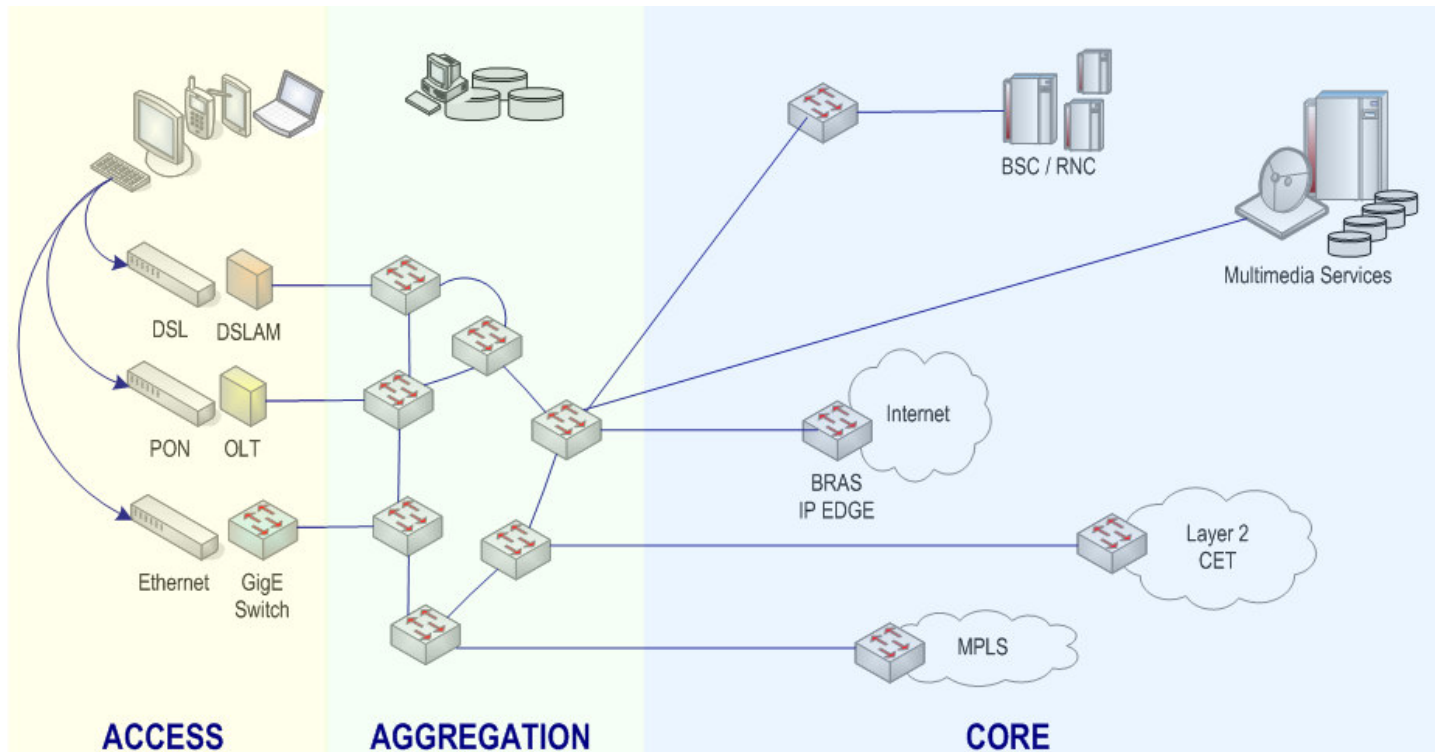 BSC / RNC
Multimedia Services
DSL
DSLAM
PON
OLT
Internet
BRAS
IP EDGE
Layer 2
CET
Ethernet
GigE
Switch
MPLS
ACCESS
AGGREGATION
CORE